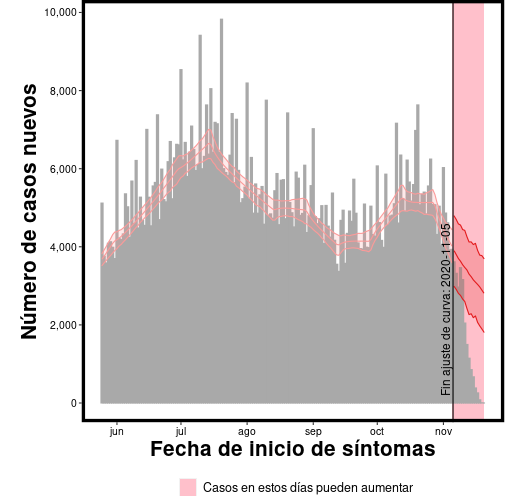 Número de casos nuevos
10,000
8,000
6,000
4,000
2,000
0
Fin ajuste de curva: 2020-11-05
jun jul ago sep oct nov
Fecha de inicio de síntomas
Casos en estos días pueden aumentar